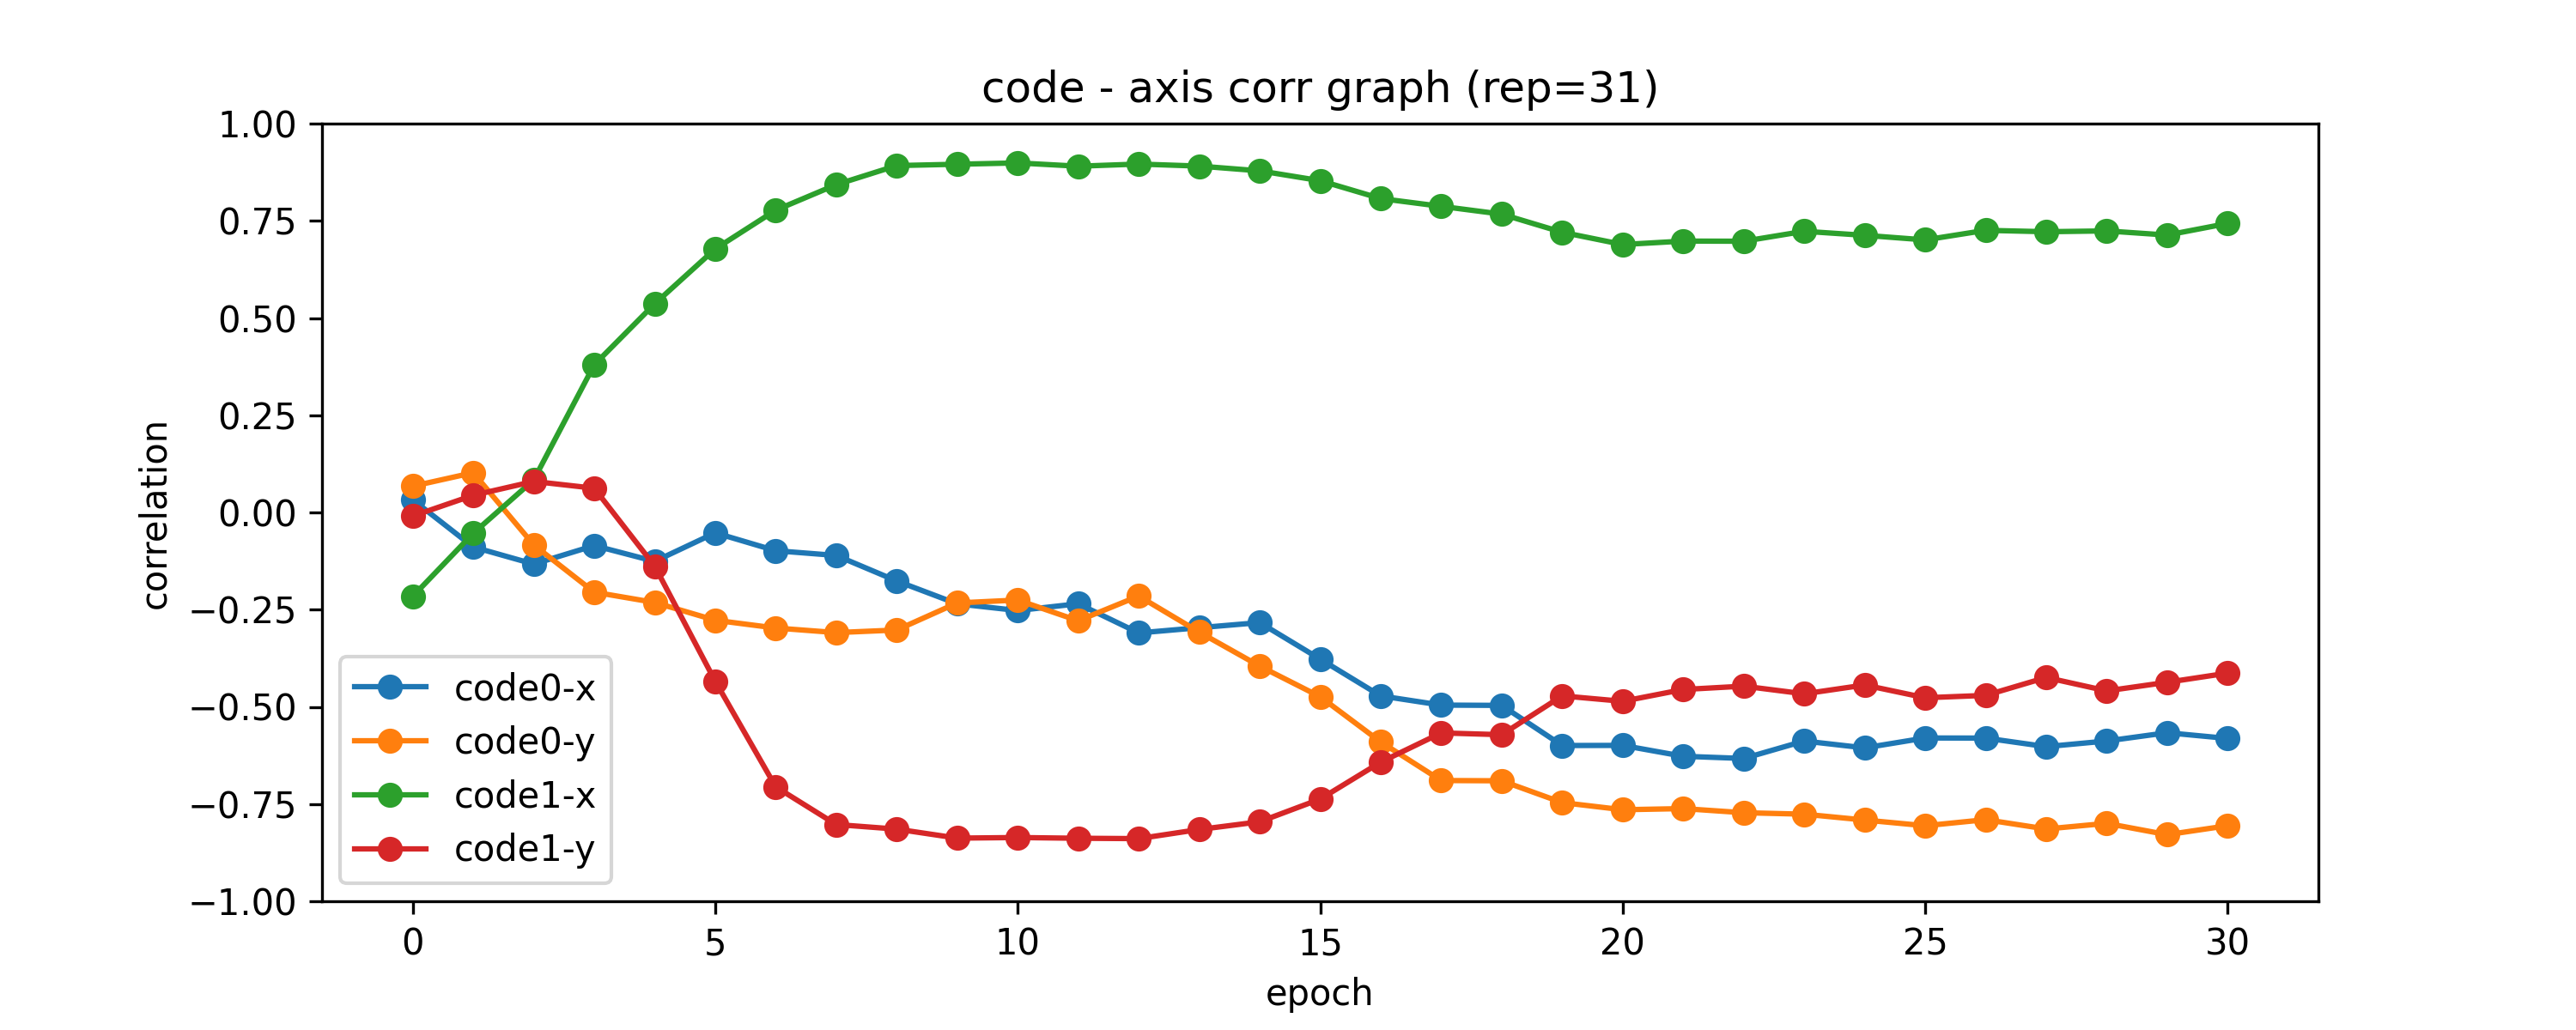 code - axis corr graph (rep=31)
1.00
0.75
0.50
0.25
0.00
−0.25
−0.50
−0.75
−1.00
correlation
code0-x
code0-y
code1-x
code1-y
0 5 10 15 20 25 30
epoch